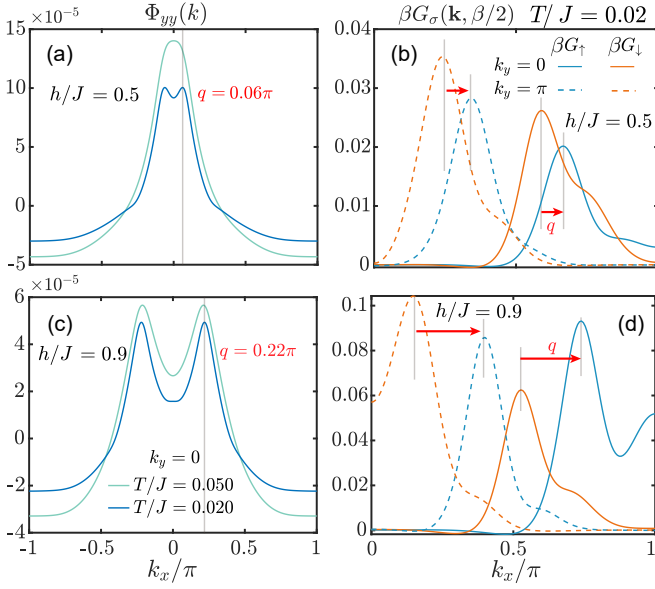 Φyy(k)
βGσ(k, β/2) T/J = 0.02
15 ×10⁻⁵
10
5
0
-5
(a)
h/J = 0.5
q = 0.06π
0.04
0.03
0.02
0.01
0
(b)
βG↑ βG↓
ky = 0
ky = π
h/J = 0.5
q
0 0.5 1
6 ×10⁻⁵
4
2
0
-2
-4
(c)
h/J = 0.9
q = 0.22π
ky = 0
T/J = 0.050
T/J = 0.020
-1 -0.5 0 0.5 1
kx/π
0.1
0.08
0.06
0.04
0.02
0
h/J = 0.9
(d)
q
0 0.5 1
kx/π